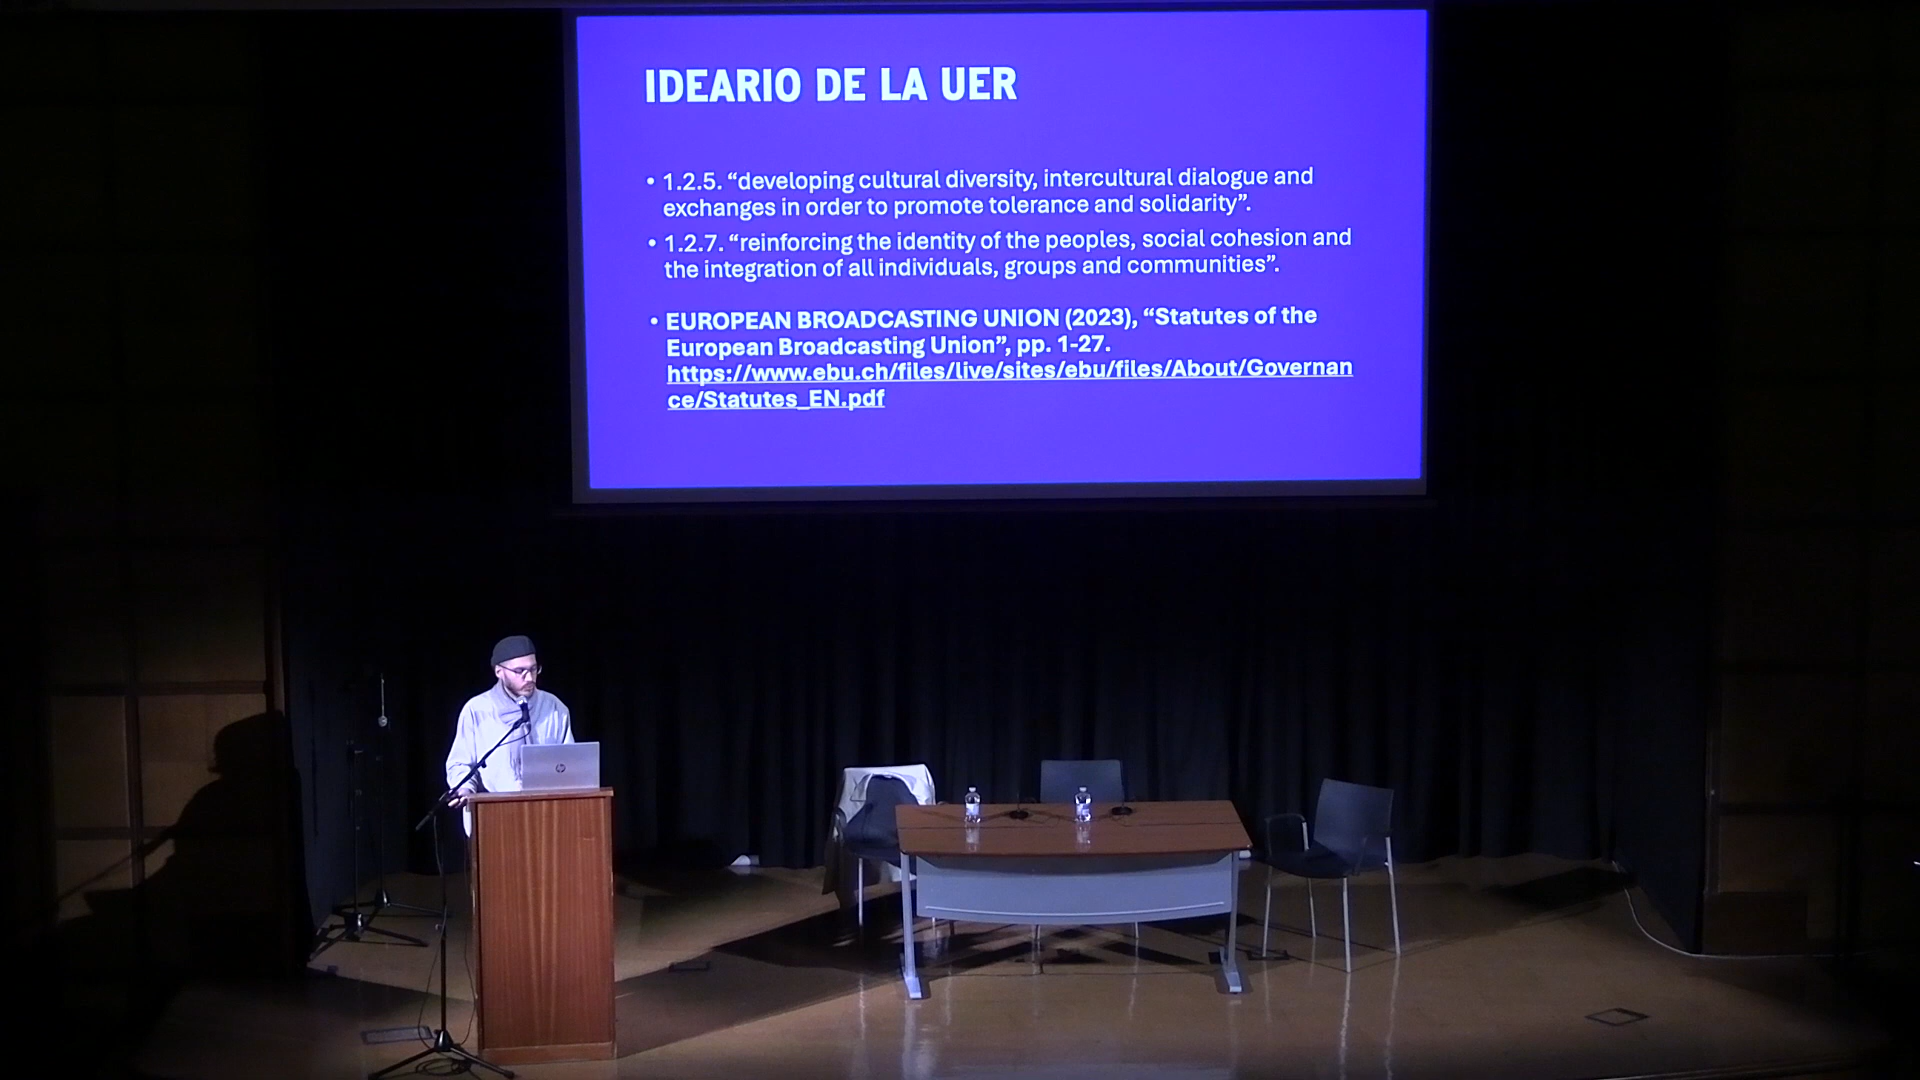 IDEARIO DE LA UER
• 1.2.5. “developing cultural diversity, intercultural dialogue and
exchanges in order to promote tolerance and solidarity”.
• 1.2.7. “reinforcing the identity of the peoples, social cohesion and
the integration of all individuals, groups and communities”.
• EUROPEAN BROADCASTING UNION (2023), “Statutes of the
European Broadcasting Union”, pp. 1-27.
https://www.ebu.ch/files/live/sites/ebu/files/About/Governan
ce/Statutes_EN.pdf
hp